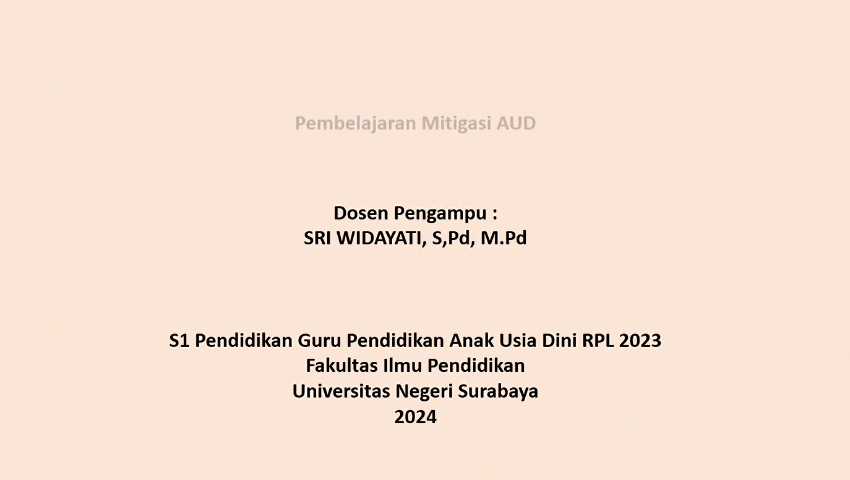 Pembelajaran Mitigasi AUD
Dosen Pengampu :
SRI WIDAYATI, S,Pd, M.Pd
S1 Pendidikan Guru Pendidikan Anak Usia Dini RPL 2023
Fakultas Ilmu Pendidikan
Universitas Negeri Surabaya
2024